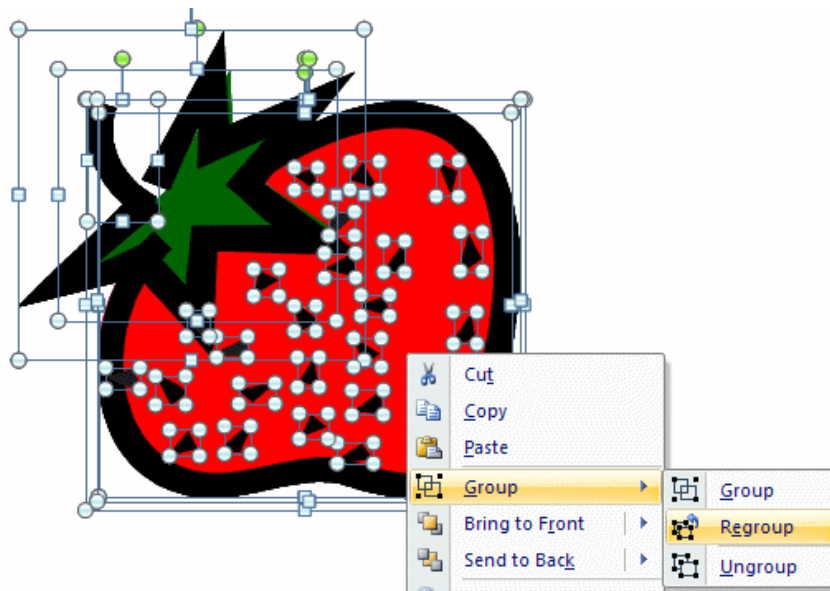 Cut
Copy
Paste
Group
Bring to Front
Send to Back
Group
Regroup
Ungroup